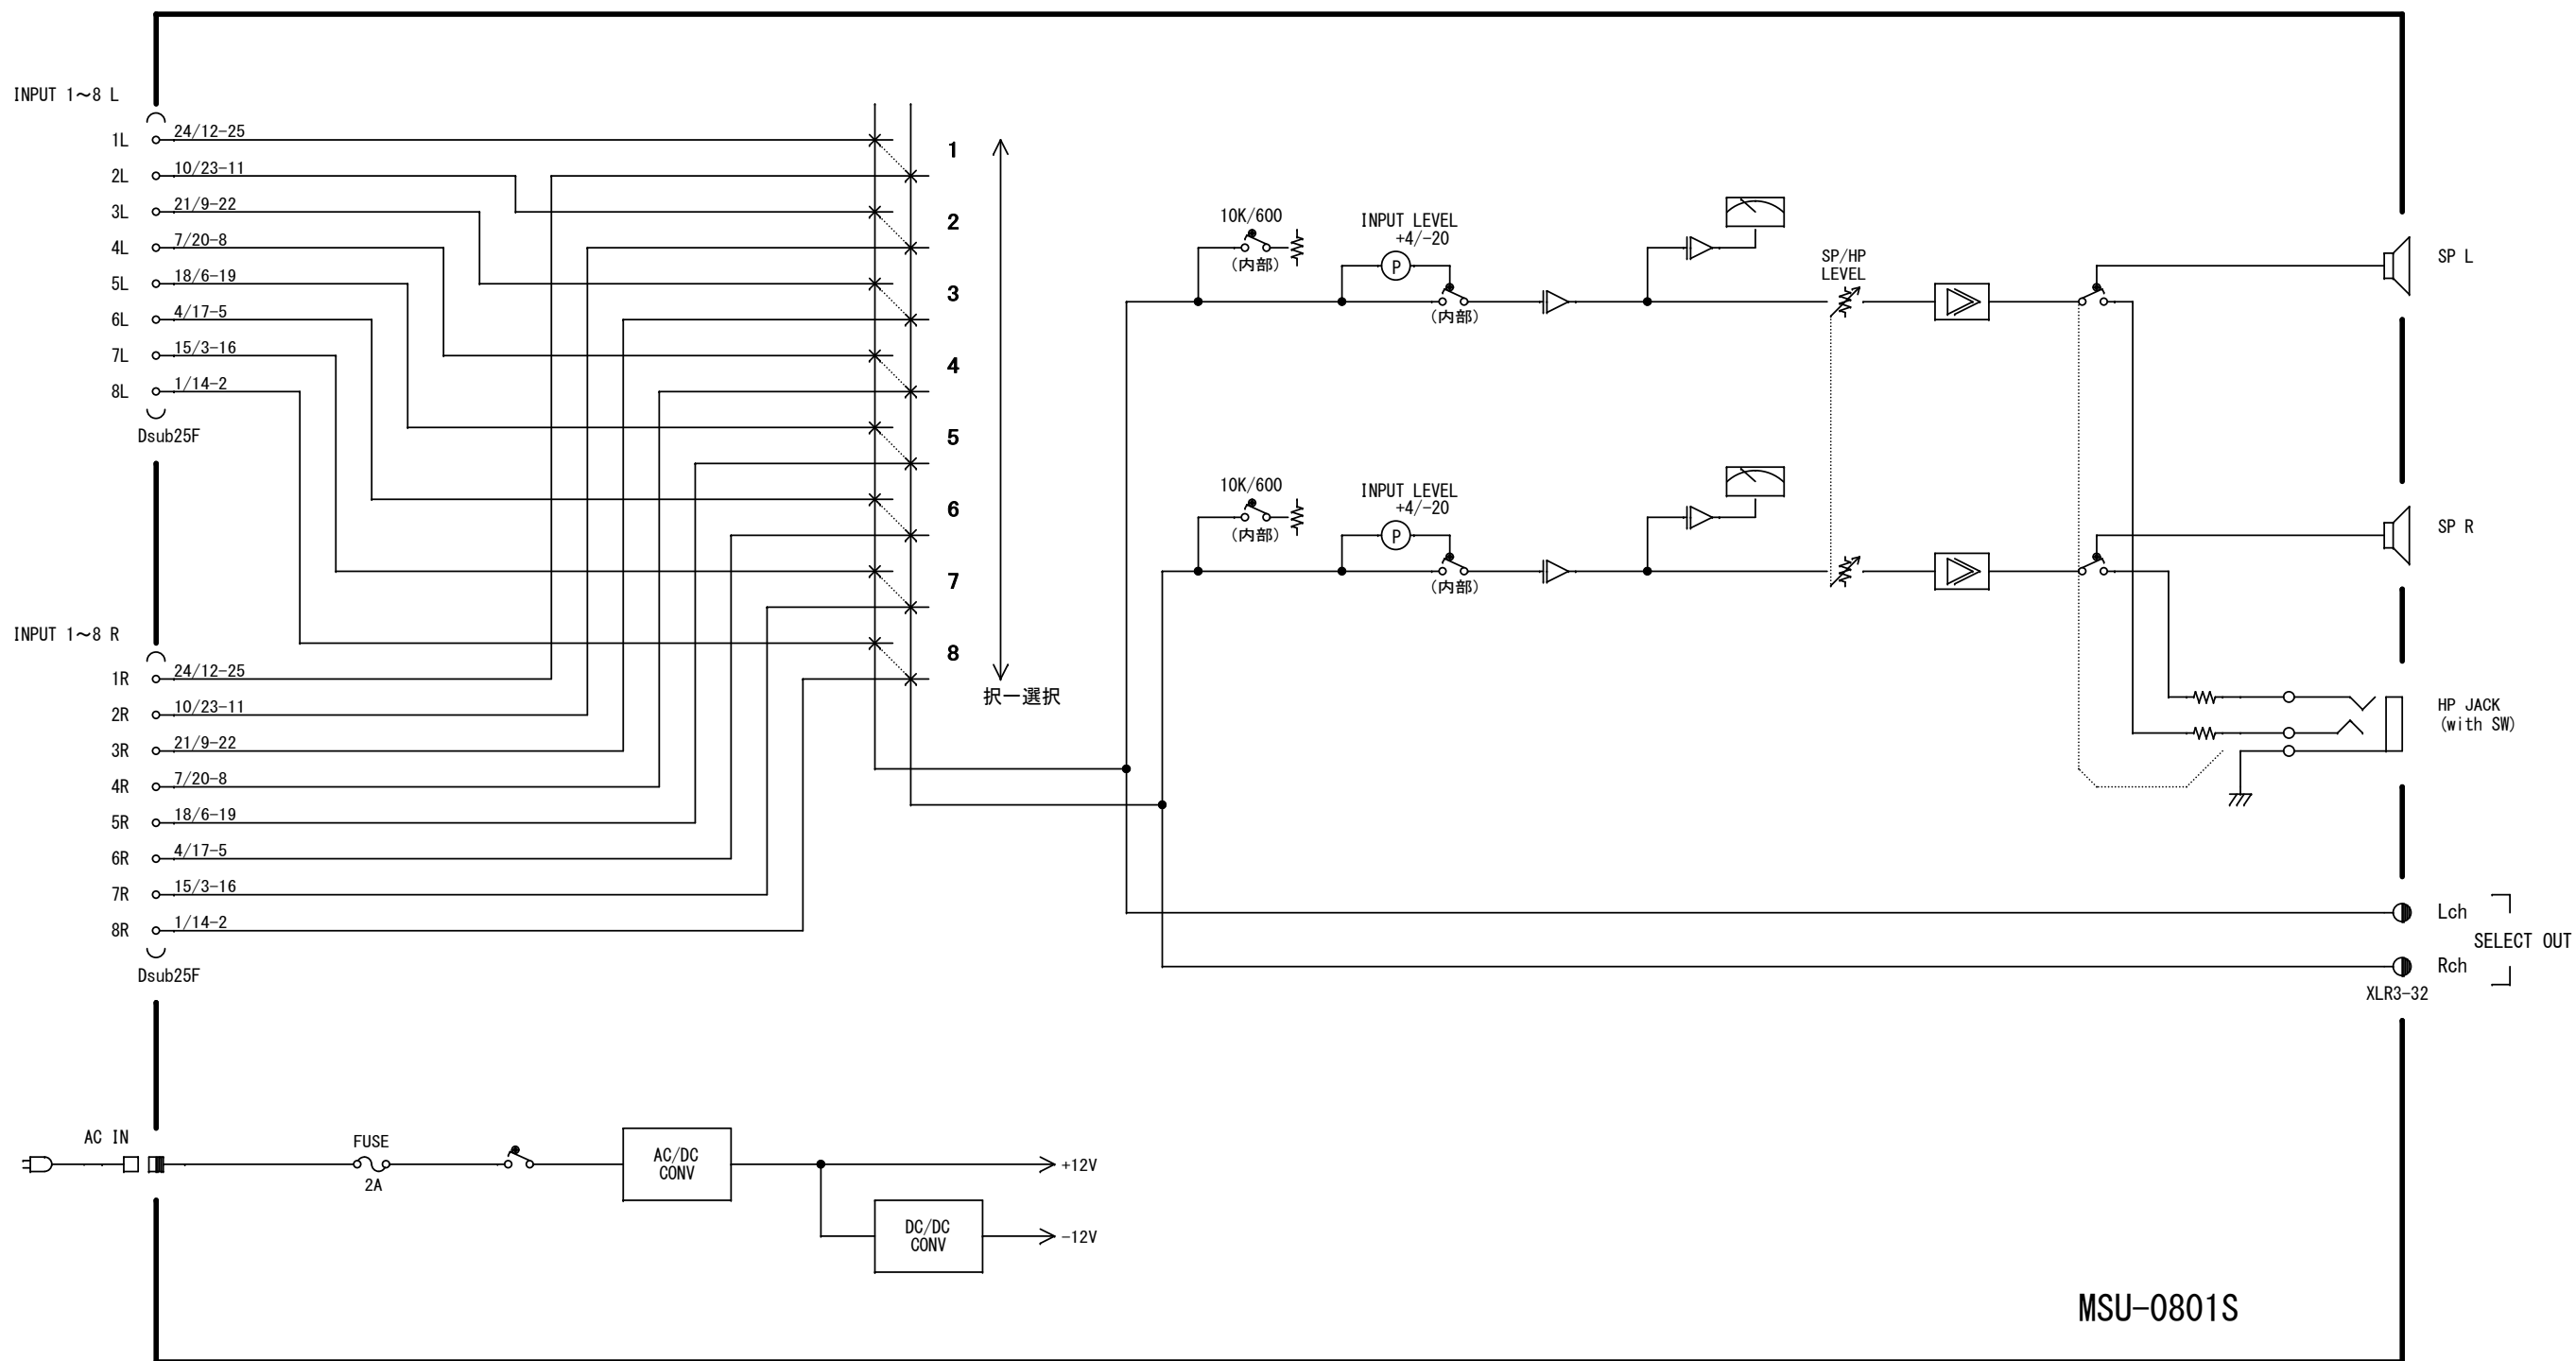 INPUT 1～8 L
1L 24/12-25
2L 10/23-11
3L 21/9-22
4L 7/20-8
5L 18/6-19
6L 4/17-5
7L 15/3-16
8L 1/14-2
Dsub25F
INPUT 1～8 R
1R 24/12-25
2R 10/23-11
3R 21/9-22
4R 7/20-8
5R 18/6-19
6R 4/17-5
7R 15/3-16
8R 1/14-2
Dsub25F
1
2
3
4
5
6
7
8
択一選択
10K/600
(内部)
INPUT LEVEL
+4/-20
P
(内部)
SP/HP
LEVEL
SP L
10K/600
(内部)
INPUT LEVEL
+4/-20
P
(内部)
SP R
HP JACK
(with SW)
Lch
SELECT OUT
Rch
XLR3-32
AC IN
FUSE
2A
AC/DC
CONV
+12V
DC/DC
CONV
-12V
MSU-0801S